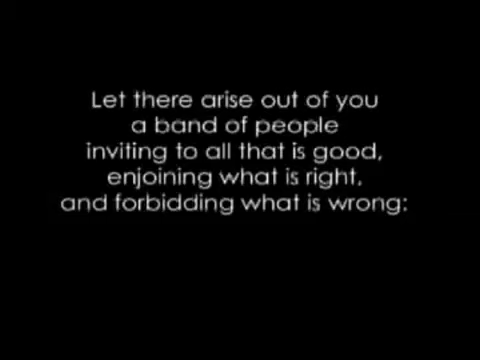 Let there arise out of you
a band of people
inviting to all that is good,
enjoining what is right,
and forbidding what is wrong: